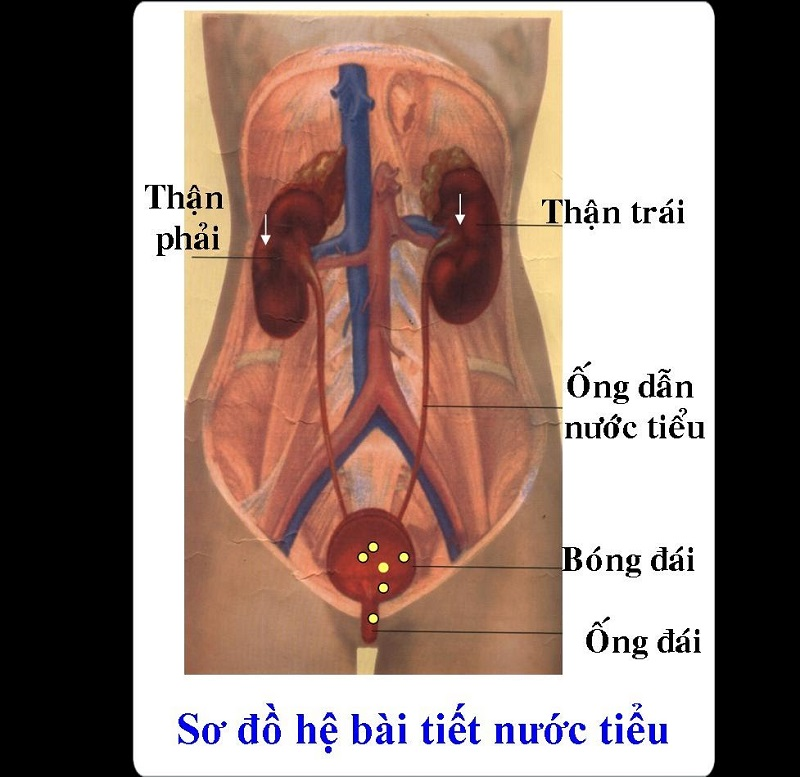 Thận
phải
Thận trái
Ống dẫn
nước tiểu
Bóng đái
Ống đái
Sơ đồ hệ bài tiết nước tiểu